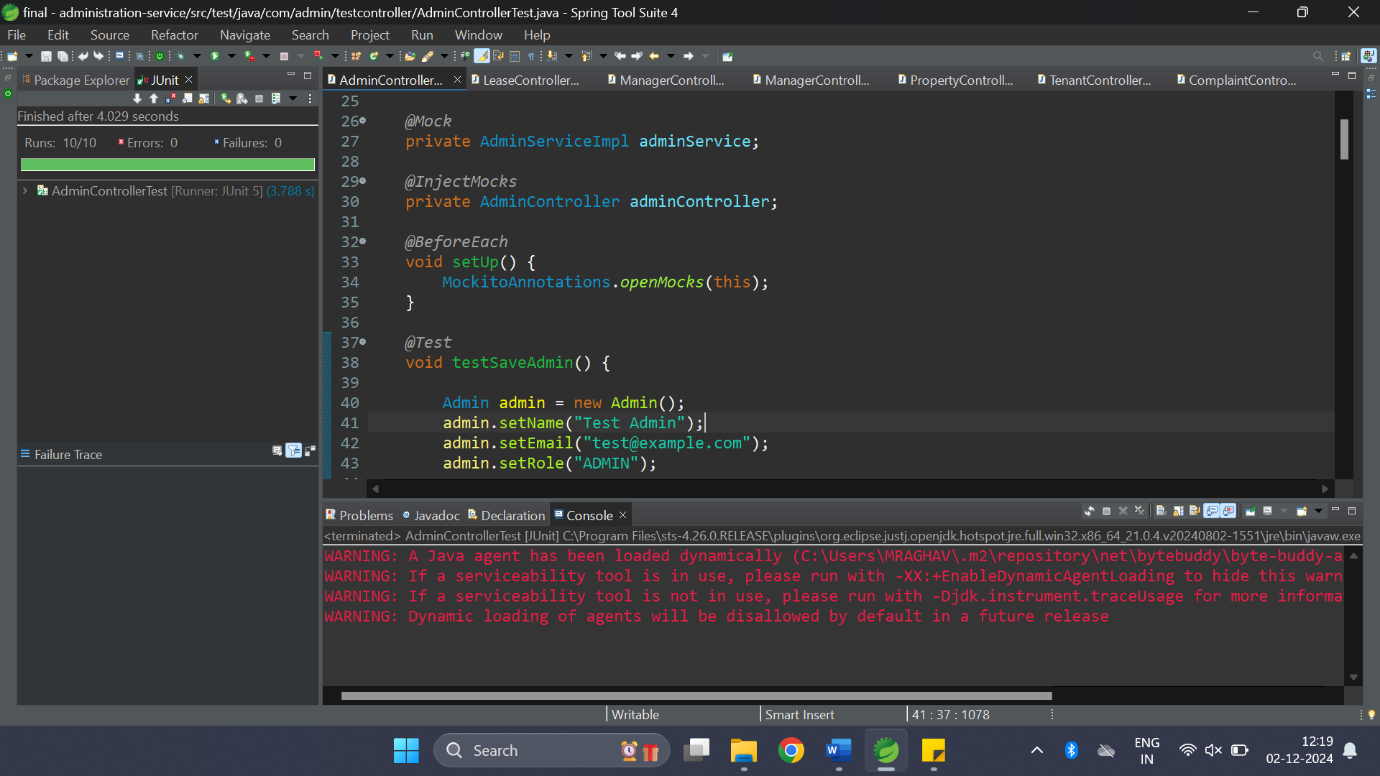 final - administration-service/src/test/java/com/admin/testcontroller/AdminControllerTest.java - Spring Tool Suite 4
File Edit Source Refactor Navigate Search Project Run Window Help
Package Explorer JUnit
Finished after 4.029 seconds
Runs: 10/10 Errors: 0 Failures: 0
AdminControllerTest [Runner: JUnit 5] (3.788 s)
Failure Trace
AdminController... LeaseController... ManagerControll... ManagerControll... PropertyControll... TenantController... ComplaintContro...
25
26 @Mock
27 private AdminServiceImpl adminService;
28
29 @InjectMocks
30 private AdminController adminController;
31
32 @BeforeEach
33 void setUp() {
34 MockitoAnnotations.openMocks(this);
35 }
36
37 @Test
38 void testSaveAdmin() {
39
40 Admin admin = new Admin();
41 admin.setName("Test Admin");
42 admin.setEmail("test@example.com");
43 admin.setRole("ADMIN");
Problems Javadoc Declaration Console
<terminated> AdminControllerTest [JUnit] C:\Program Files\sts-4.26.0.RELEASE\plugins\org.eclipse.justj.openjdk.hotspot.jre.full.win32.x86_64_21.0.4.v20240802-1551\jre\bin\javaw.exe
WARNING: A Java agent has been loaded dynamically (C:\Users\MRAGHAV\.m2\repository\net\bytebuddy\byte-buddy-a
WARNING: If a serviceability tool is in use, please run with -XX:+EnableDynamicAgentLoading to hide this warn
WARNING: If a serviceability tool is not in use, please run with -Djdk.instrument.traceUsage for more informa
WARNING: Dynamic loading of agents will be disallowed by default in a future release
Writable Smart Insert 41 : 37 : 1078
Search
ENG
IN
12:19
02-12-2024